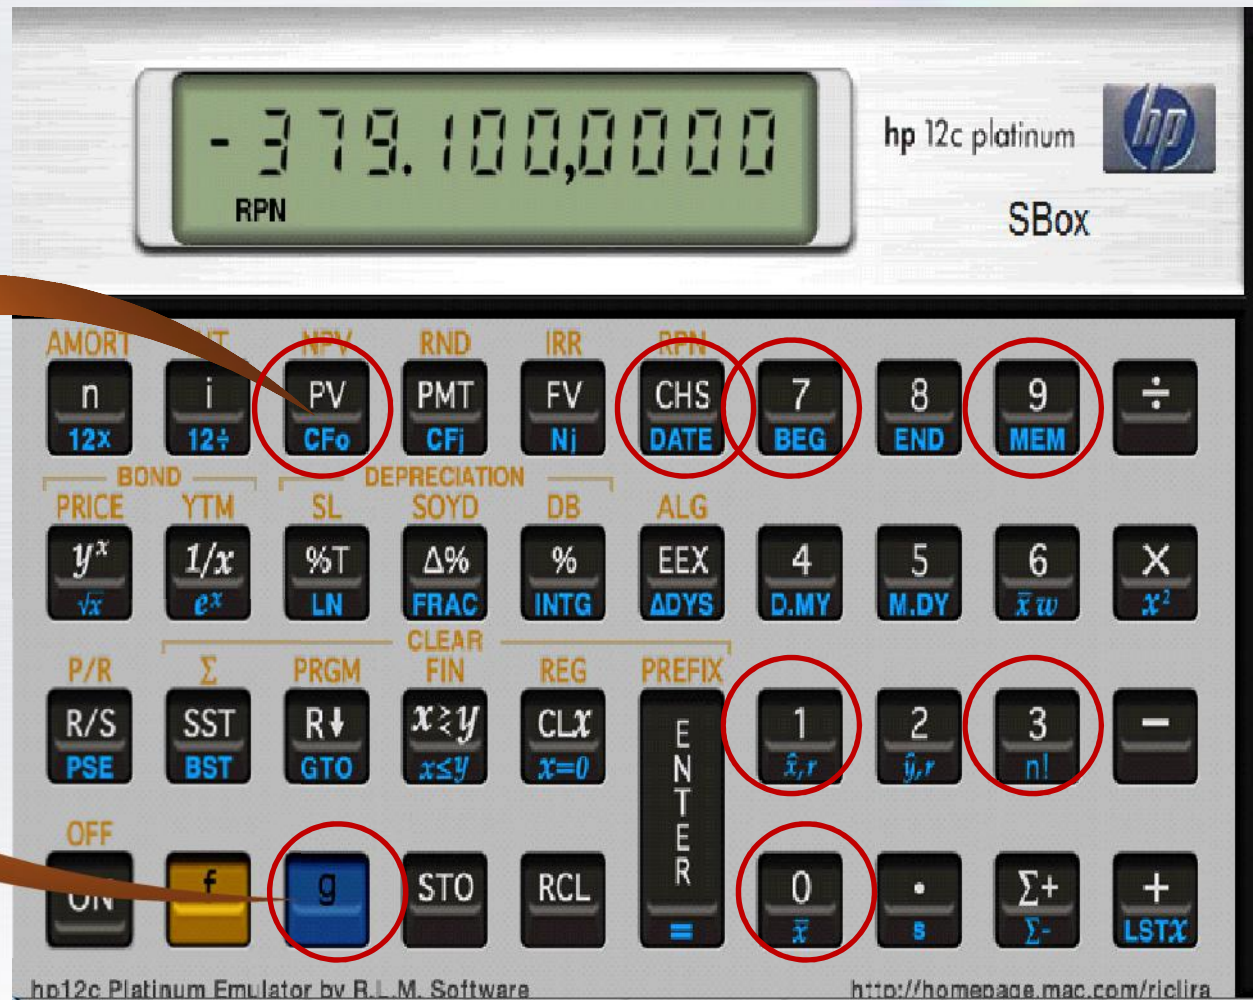 - 379.100,0000
RPN
hp 12c platinum
hp
SBox
AMORT INT NPV RND IRR RPN
n i PV PMT FV CHS 7 8 9 ÷
12x 12÷ CFo CFj Nj DATE BEG END MEM
BOND DEPRECIATION
PRICE YTM SL SOYD DB ALG
yˣ 1/x %T Δ% % EEX 4 5 6 X
√x eˣ LN FRAC INTG ΔDYS D.MY M.DY x̄ w x²
CLEAR
P/R Σ PRGM FIN REG PREFIX
R/S SST R↓ x≷y CLX ENTER 1 2 3 −
PSE BST GTO x≤y x=0 x̂,r ŷ,r n!
OFF
ON f g STO RCL 0 . Σ+ +
= x̄ s Σ- LSTX
hp12c Platinum Emulator by R.L.M. Software http://homepage.mac.com/riclira